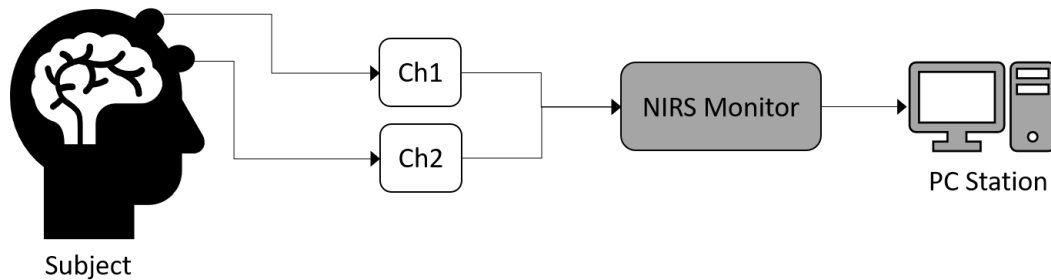 Ch1
NIRS Monitor
Ch2
PC Station
Subject